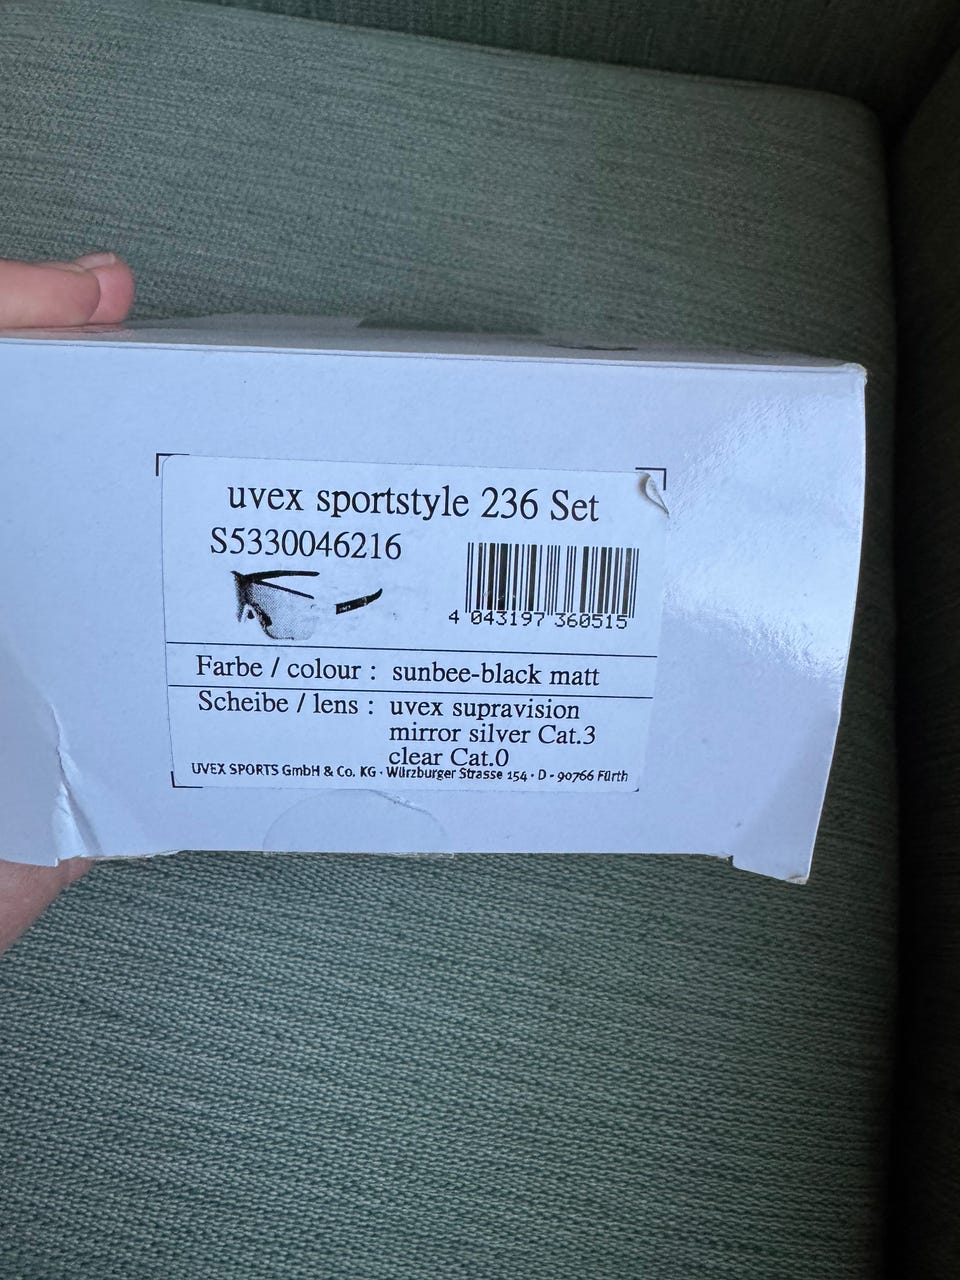 uvex sportstyle 236 Set
S5330046216
4 043197 360515
Farbe / colour : sunbee-black matt
Scheibe / lens : uvex supravision
mirror silver Cat.3
clear Cat.0
UVEX SPORTS GmbH & Co. KG · Würzburger Strasse 154 · D - 90766 Fürth